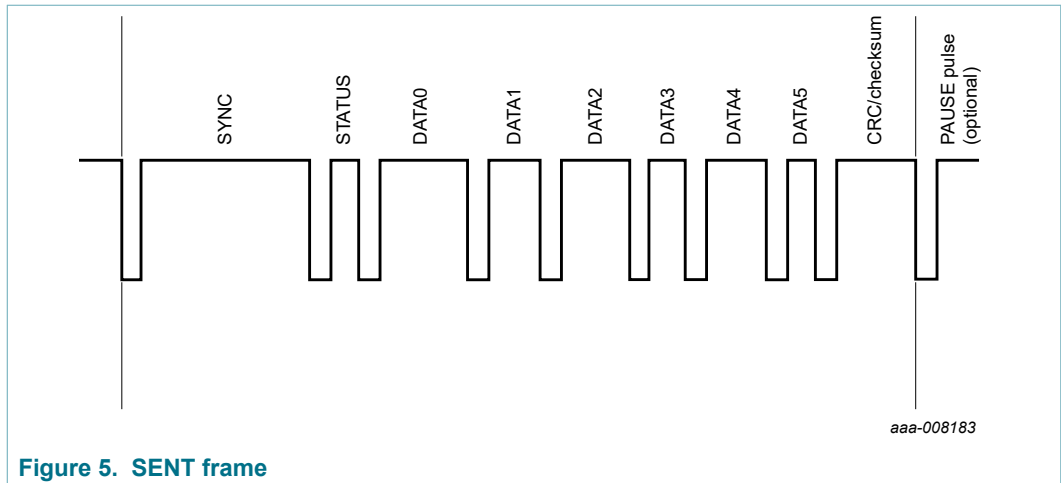 SYNC
STATUS
DATA0
DATA1
DATA2
DATA3
DATA4
DATA5
CRC/checksum
PAUSE pulse
(optional)
aaa-008183
Figure 5. SENT frame